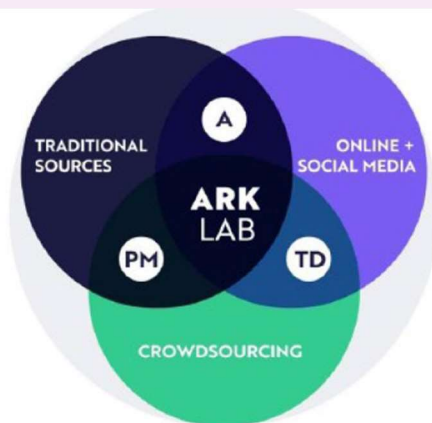 A
TRADITIONAL
SOURCES
ONLINE +
SOCIAL MEDIA
ARK
LAB
PM
TD
CROWDSOURCING